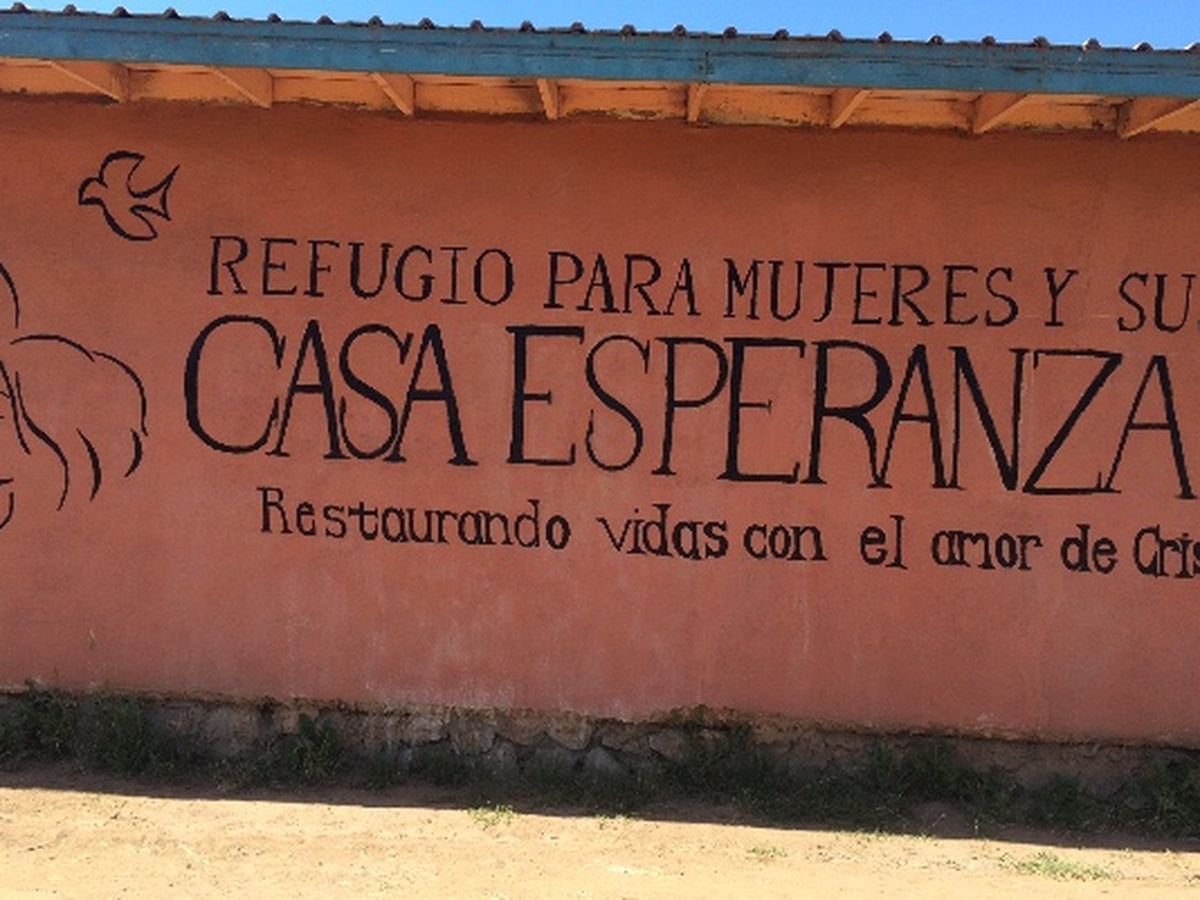 REFUGIO PARA MUJERES Y SU
CASA ESPERANZA
Restaurando vidas con el amor de Cris